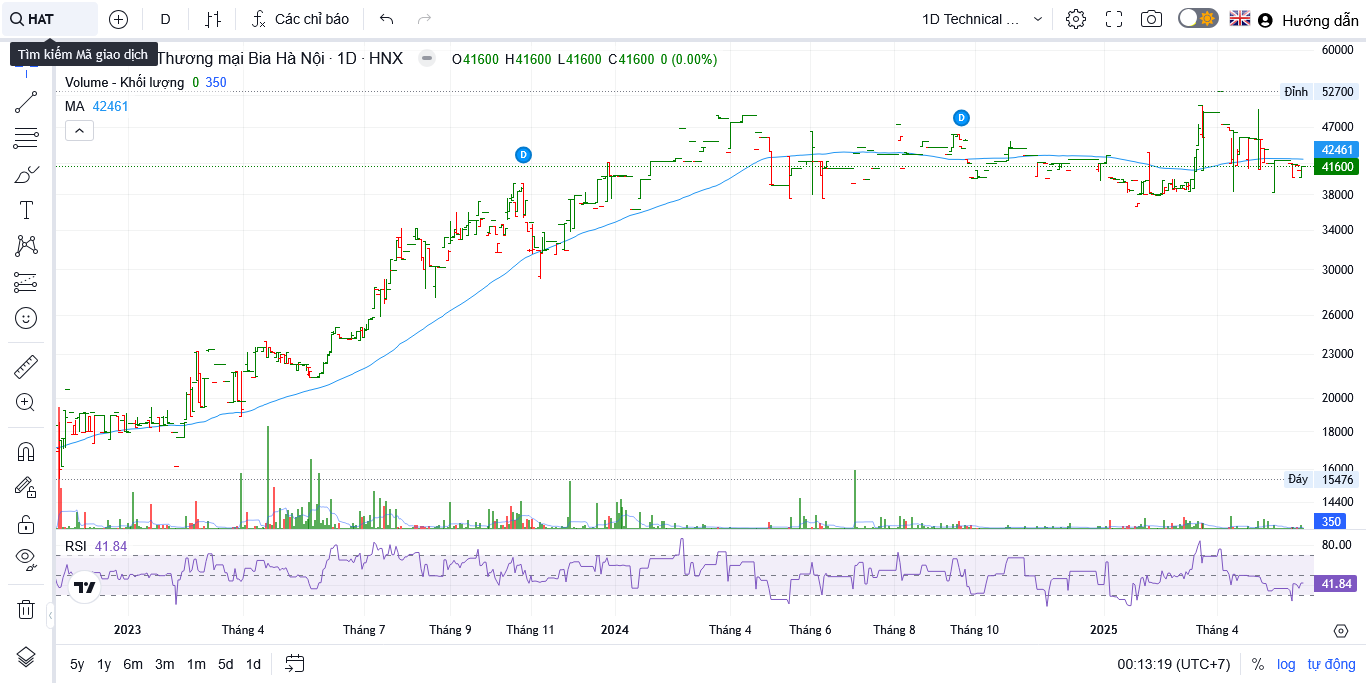 HAT
D
Các chỉ báo
1D Technical ...
Hướng dẫn
Tìm kiếm Mã giao dịch
Thương mại Bia Hà Nội · 1D · HNX
O41600 H41600 L41600 C41600 0 (0.00%)
Volume - Khối lượng 0 350
MA 42461
D
D
60000
Đỉnh 52700
47000
42461
41600
38000
34000
30000
26000
23000
20000
18000
16000
Đáy 15476
14400
350
RSI 41.84
80.00
41.84
2023
Tháng 4
Tháng 7
Tháng 9
Tháng 11
2024
Tháng 4
Tháng 6
Tháng 8
Tháng 10
2025
Tháng 4
5y 1y 6m 3m 1m 5d 1d
00:13:19 (UTC+7)
% log tự động